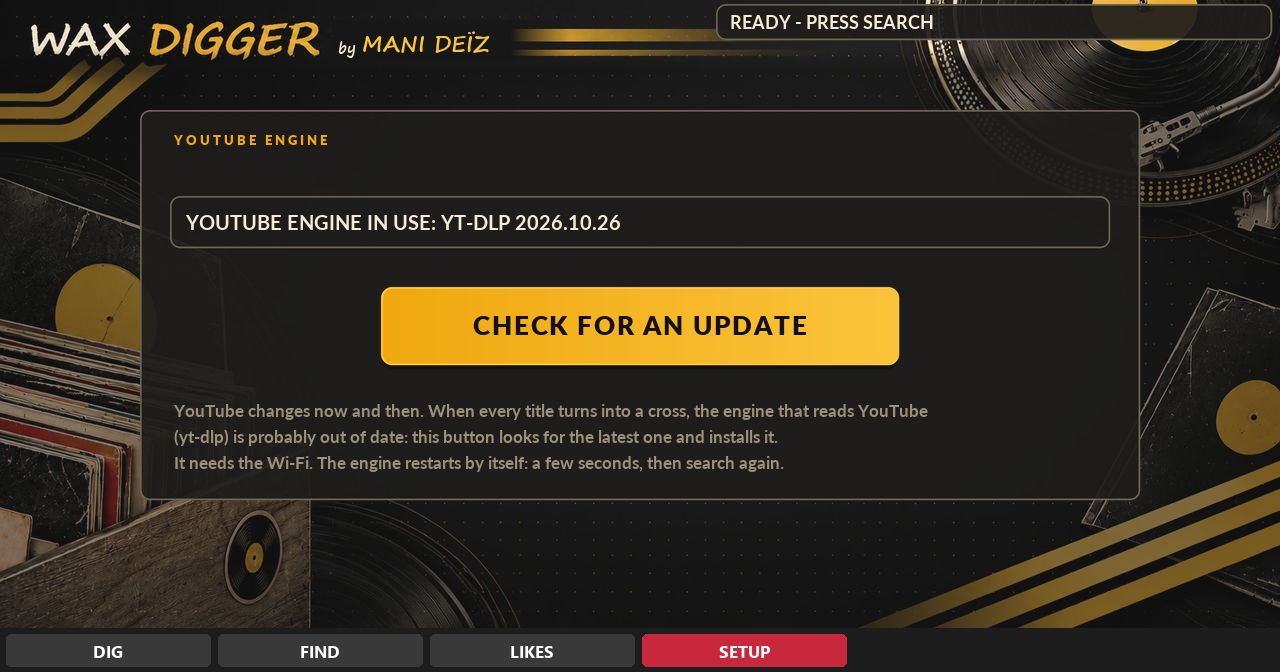 WAX DIGGER by MANI DEÏZ
READY - PRESS SEARCH
YOUTUBE ENGINE
YOUTUBE ENGINE IN USE: YT-DLP 2026.10.26
CHECK FOR AN UPDATE
YouTube changes now and then. When every title turns into a cross, the engine that reads YouTube
(yt-dlp) is probably out of date: this button looks for the latest one and installs it.
It needs the Wi-Fi. The engine restarts by itself: a few seconds, then search again.
DIG
FIND
LIKES
SETUP